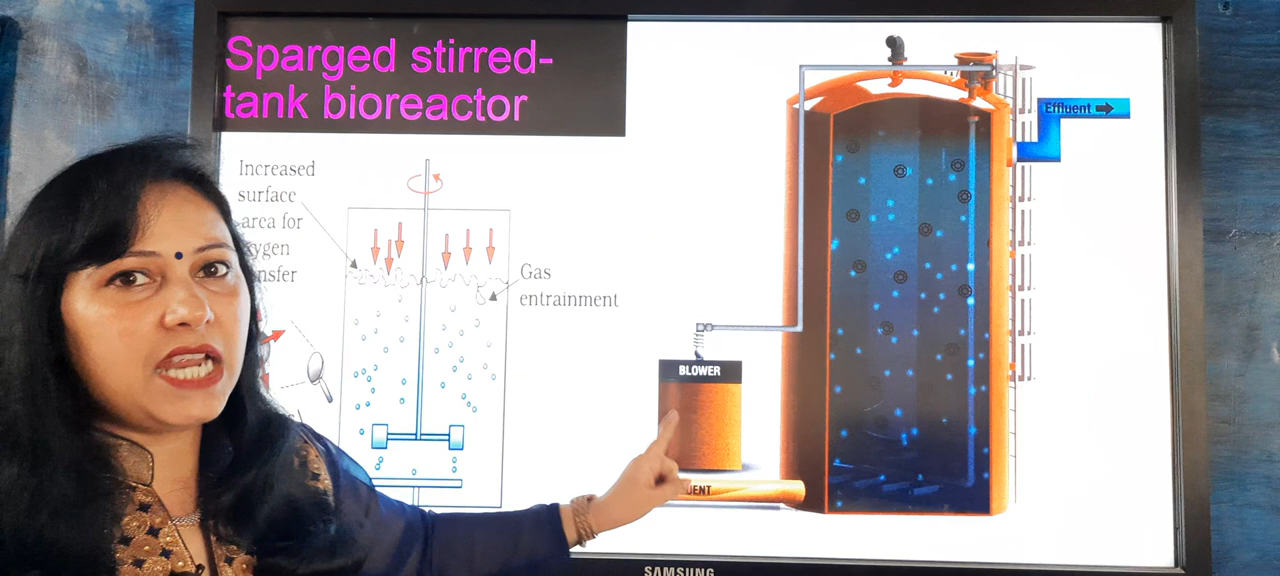 Sparged stirred-
tank bioreactor
Increased
surface
area for
Gas
entrainment
Effluent
BLOWER
SAMSUNG